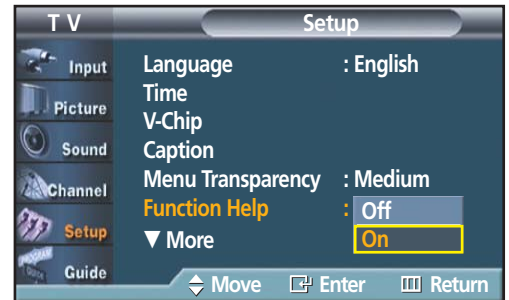 T V
Setup
Input
Picture
Sound
Channel
Setup
Guide
Language : English
Time
V-Chip
Caption
Menu Transparency : Medium
Function Help : Off
On
▼ More
Move Enter Return